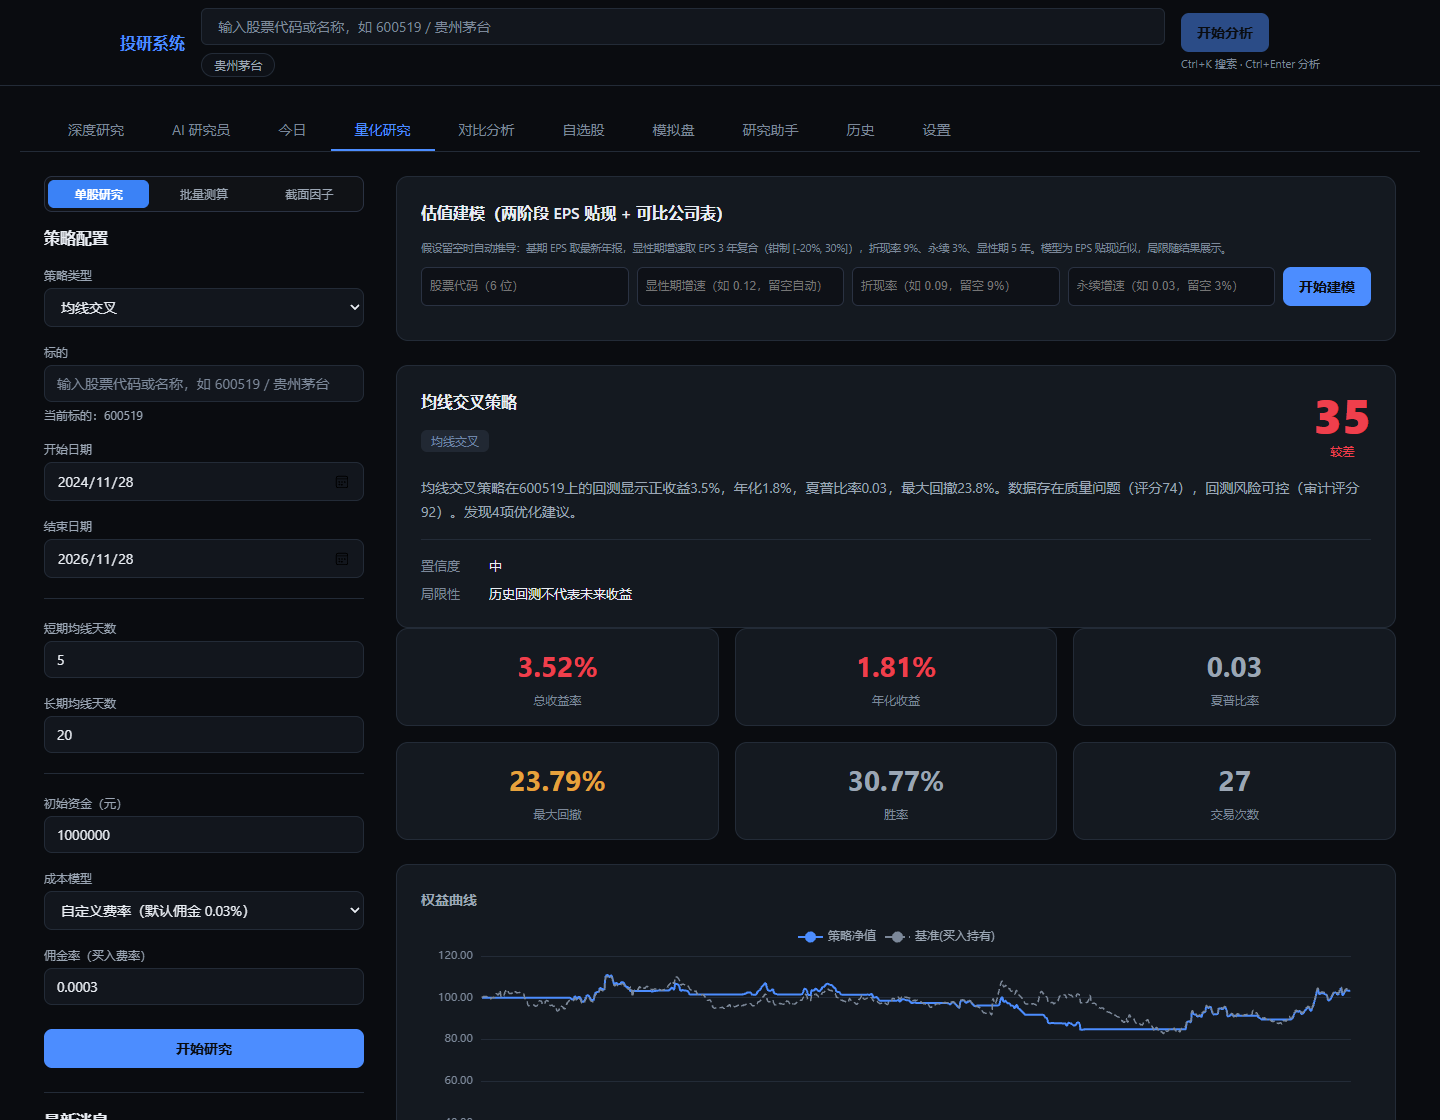 投研系统
输入股票代码或名称，如 600519 / 贵州茅台
贵州茅台
开始分析
Ctrl+K 搜索 · Ctrl+Enter 分析
深度研究
AI 研究员
今日
量化研究
对比分析
自选股
模拟盘
研究助手
历史
设置
单股研究
批量测算
截面因子
策略配置
策略类型
均线交叉
标的
输入股票代码或名称，如 600519 / 贵州茅台
当前标的：600519
开始日期
2024/11/28
结束日期
2026/11/28
短期均线天数
5
长期均线天数
20
初始资金（元）
1000000
成本模型
自定义费率（默认佣金 0.03%）
佣金率（买入费率）
0.0003
开始研究
最新消息
估值建模（两阶段 EPS 贴现 + 可比公司表）
假设留空时自动推导：基期 EPS 取最新年报，显性期增速取 EPS 3 年复合（钳制 [-20%, 30%]），折现率 9%、永续 3%、显性期 5 年。模型为 EPS 贴现近似，局限随结果展示。
股票代码（6 位）
显性期增速（如 0.12，留空自动）
折现率（如 0.09，留空 9%）
永续增速（如 0.03，留空 3%）
开始建模
均线交叉策略
均线交叉
35
较差
均线交叉策略在600519上的回测显示正收益3.5%，年化1.8%，夏普比率0.03，最大回撤23.8%。数据存在质量问题（评分74），回测风险可控（审计评分
92）。发现4项优化建议。
置信度 中
局限性 历史回测不代表未来收益
3.52%
总收益率
1.81%
年化收益
0.03
夏普比率
23.79%
最大回撤
30.77%
胜率
27
交易次数
权益曲线
策略净值
基准(买入持有)
120.00
100.00
80.00
60.00